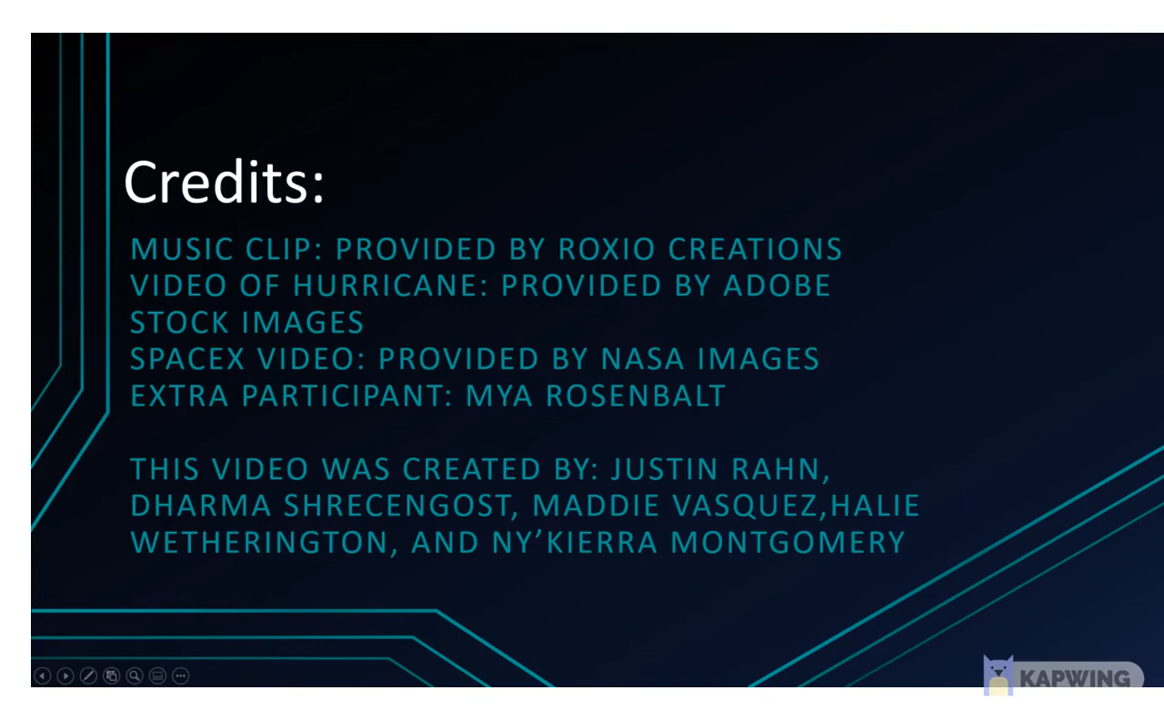 Credits:
MUSIC CLIP: PROVIDED BY ROXIO CREATIONS
VIDEO OF HURRICANE: PROVIDED BY ADOBE
STOCK IMAGES
SPACEX VIDEO: PROVIDED BY NASA IMAGES
EXTRA PARTICIPANT: MYA ROSENBALT
THIS VIDEO WAS CREATED BY: JUSTIN RAHN,
DHARMA SHRECENGOST, MADDIE VASQUEZ,HALIE
WETHERINGTON, AND NY’KIERRA MONTGOMERY
KAPWING